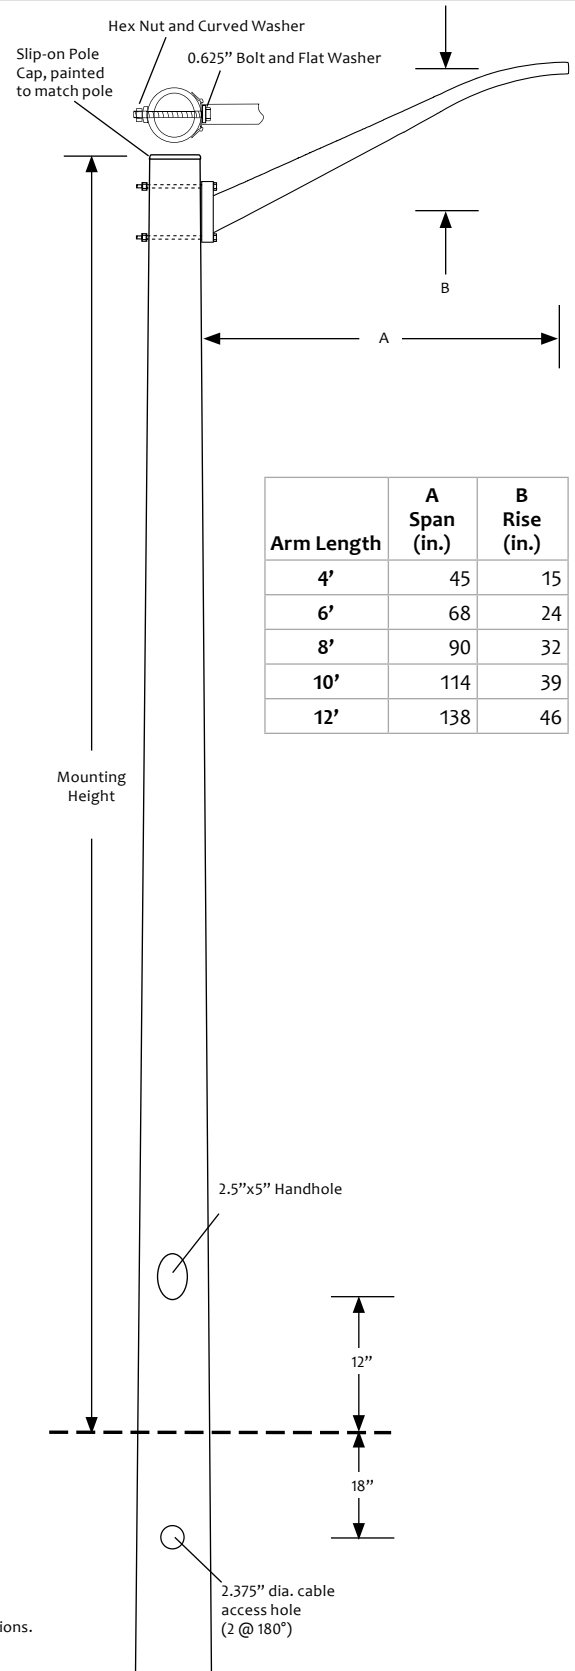 Hex Nut and Curved Washer
Slip-on Pole
Cap, painted
to match pole
0.625” Bolt and Flat Washer
B
A
Arm Length A Span (in.) B Rise (in.)
4’ 45 15
6’ 68 24
8’ 90 32
10’ 114 39
12’ 138 46
Mounting
Height
2.5”x5” Handhole
12”
18”
2.375” dia. cable
access hole
(2 @ 180°)
ions.